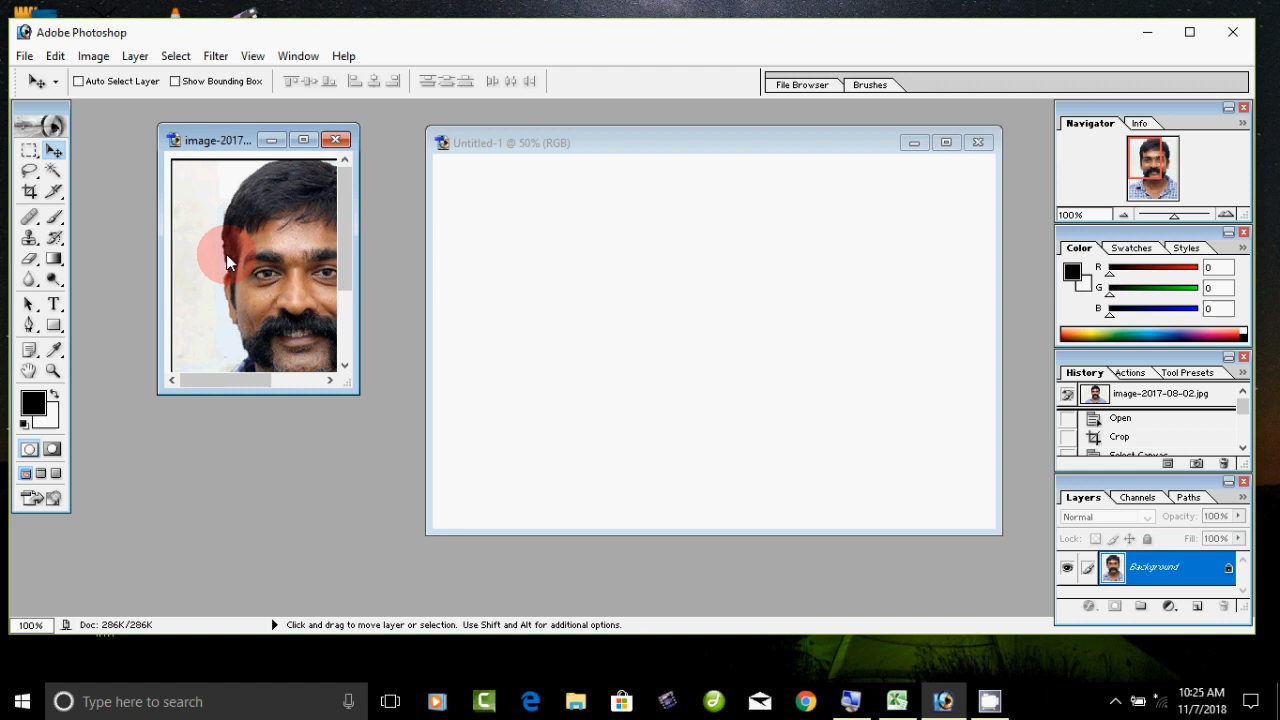 Adobe Photoshop
File Edit Image Layer Select Filter View Window Help
Auto Select Layer Show Bounding Box File Browser Brushes
image-2017...
Untitled-1 @ 50% (RGB)
Navigator Info
100%
Color Swatches Styles
R 0
G 0
B 0
History Actions Tool Presets
image-2017-08-02.jpg
Open
Crop
Layers Channels Paths
Normal Opacity: 100%
Lock: Fill: 100%
Background
100% Doc: 286K/286K Click and drag to move layer or selection. Use Shift and Alt for additional options.
Type here to search
10:25 AM
11/7/2018